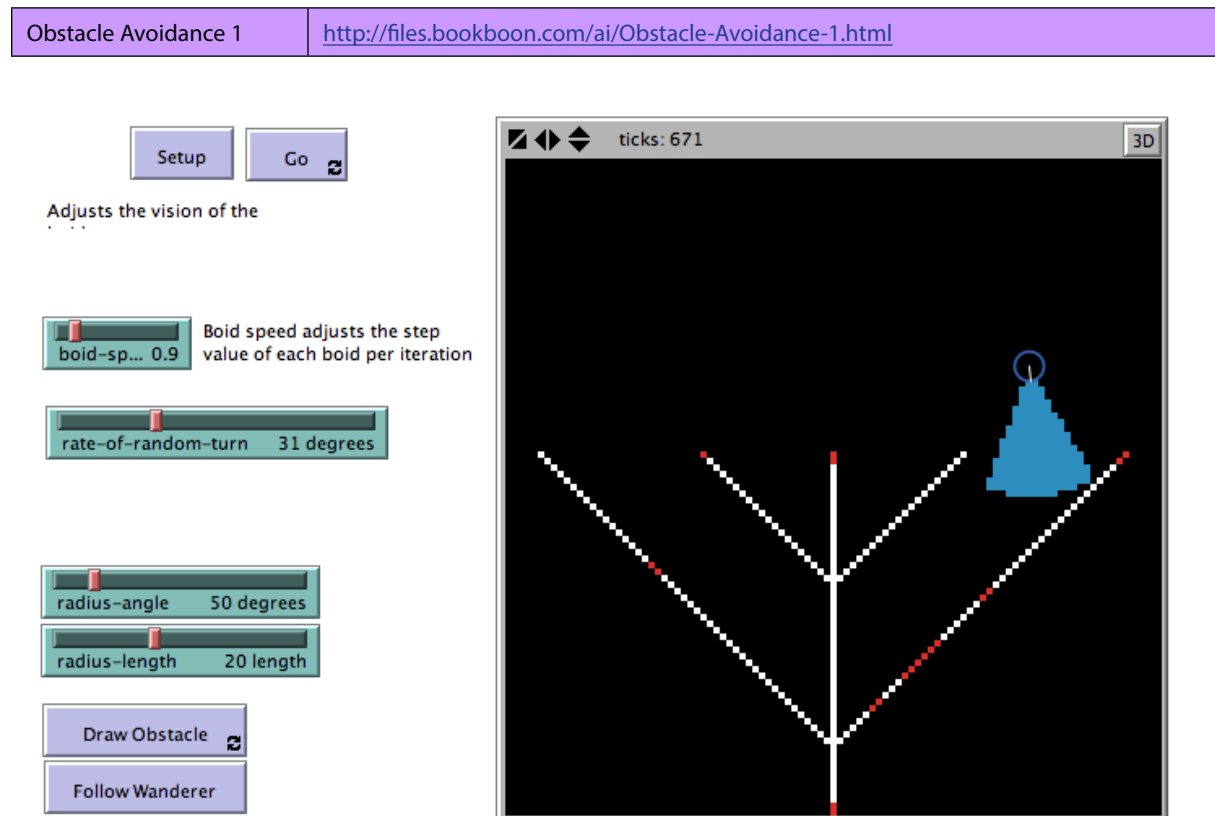 Obstacle Avoidance 1
http://files.bookboon.com/ai/Obstacle-Avoidance-1.html
Setup
Go
ticks: 671
3D
Adjusts the vision of the
boid-sp... 0.9
Boid speed adjusts the step
value of each boid per iteration
rate-of-random-turn 31 degrees
radius-angle 50 degrees
radius-length 20 length
Draw Obstacle
Follow Wanderer